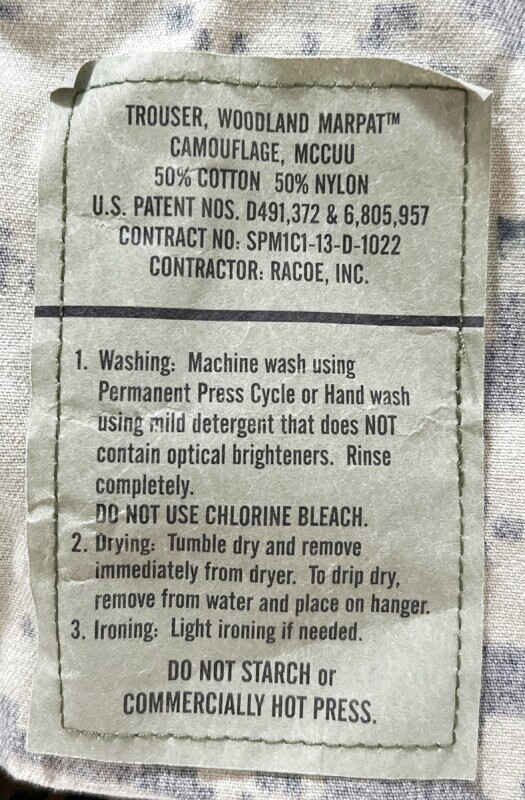 TROUSER, WOODLAND MARPAT™
CAMOUFLAGE, MCCUU
50% COTTON 50% NYLON
U.S. PATENT NOS. D491,372 & 6,805,957
CONTRACT NO: SPM1C1-13-D-1022
CONTRACTOR: RACOE, INC.
1. Washing: Machine wash using
Permanent Press Cycle or Hand wash
using mild detergent that does NOT
contain optical brighteners. Rinse
completely.
DO NOT USE CHLORINE BLEACH.
2. Drying: Tumble dry and remove
immediately from dryer. To drip dry,
remove from water and place on hanger.
3. Ironing: Light ironing if needed.
DO NOT STARCH or
COMMERCIALLY HOT PRESS.